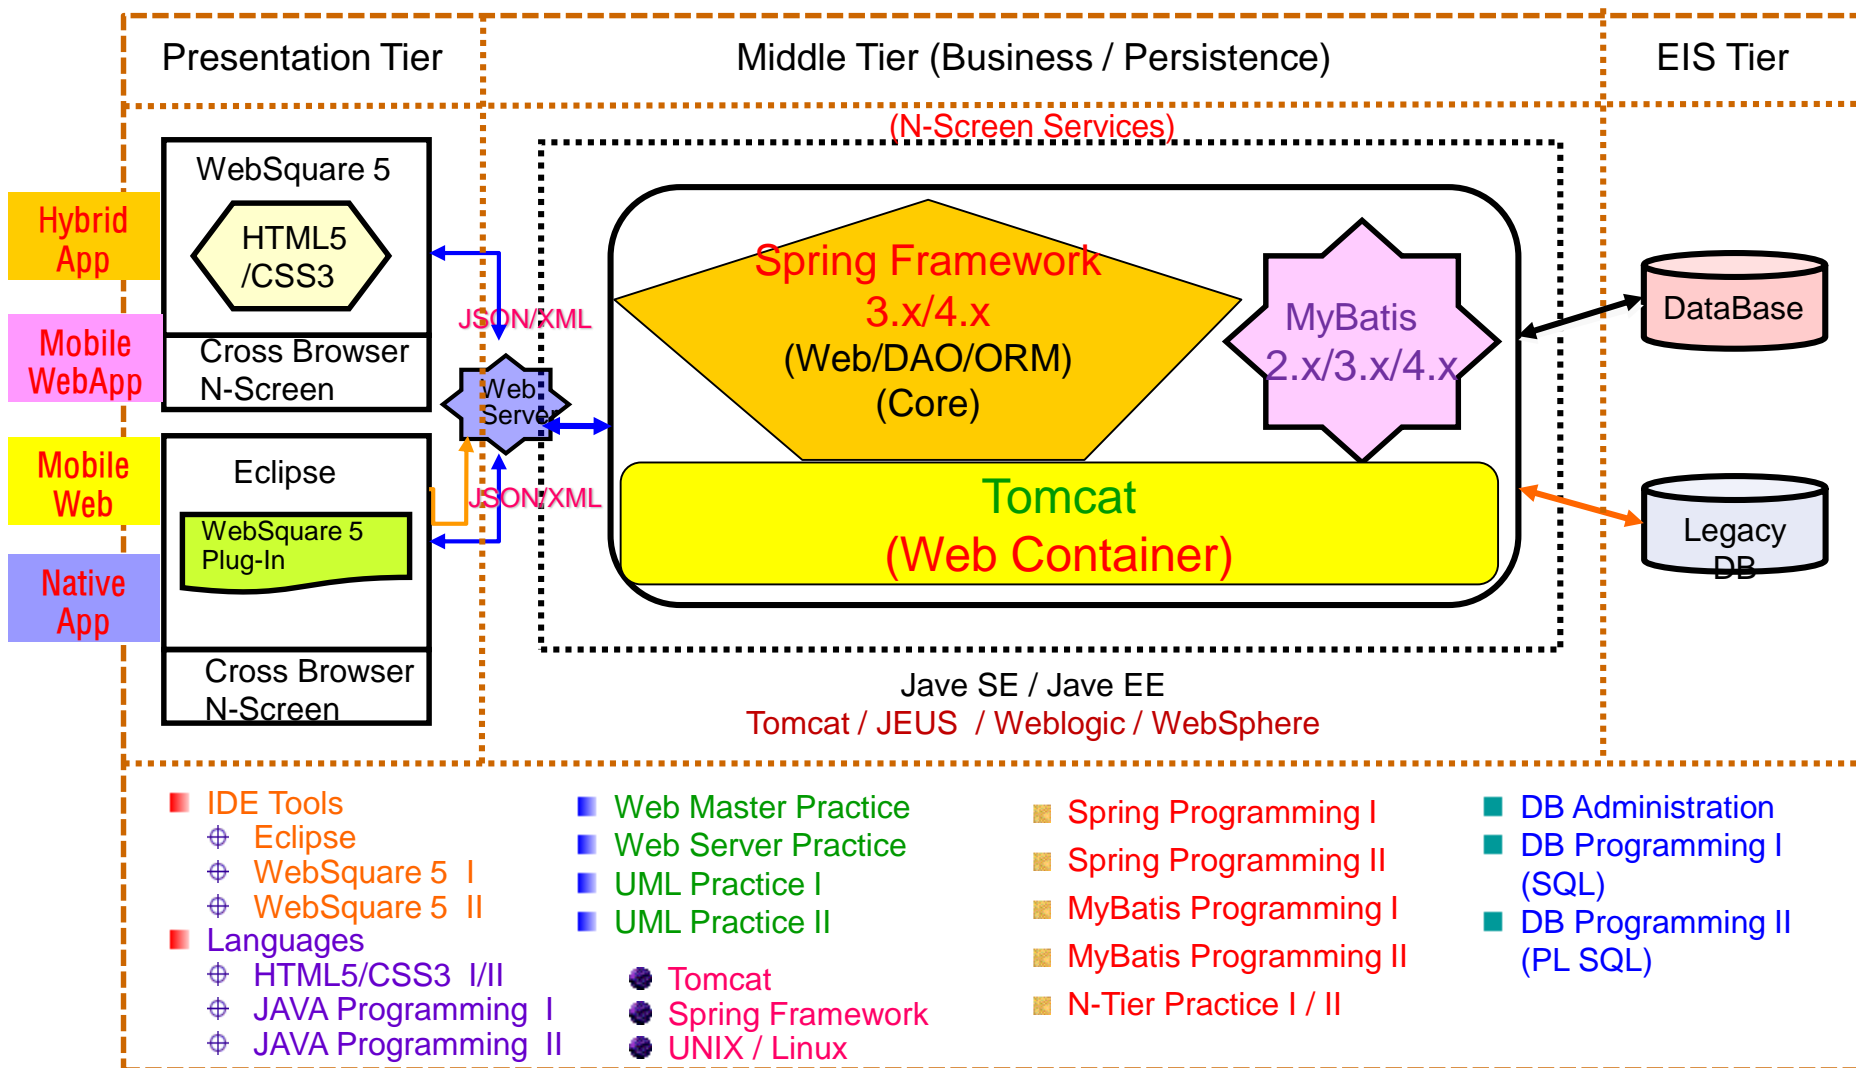 Presentation Tier
Middle Tier (Business / Persistence)
EIS Tier
(N-Screen Services)
Hybrid
App
Mobile
WebApp
Mobile
Web
Native
App
WebSquare 5
HTML5
/CSS3
Cross Browser
N-Screen
Eclipse
WebSquare 5
Plug-In
Cross Browser
N-Screen
JSON/XML
Web
Server
JSON/XML
Spring Framework
3.x/4.x
(Web/DAO/ORM)
(Core)
MyBatis
2.x/3.x/4.x
Tomcat
(Web Container)
DataBase
Legacy
DB
Jave SE / Jave EE
Tomcat / JEUS / Weblogic / WebSphere
IDE Tools
Eclipse
WebSquare 5 I
WebSquare 5 II
Languages
HTML5/CSS3 I/II
JAVA Programming I
JAVA Programming II
Web Master Practice
Web Server Practice
UML Practice I
UML Practice II
Tomcat
Spring Framework
UNIX / Linux
Spring Programming I
Spring Programming II
MyBatis Programming I
MyBatis Programming II
N-Tier Practice I / II
DB Administration
DB Programming I
(SQL)
DB Programming II
(PL SQL)